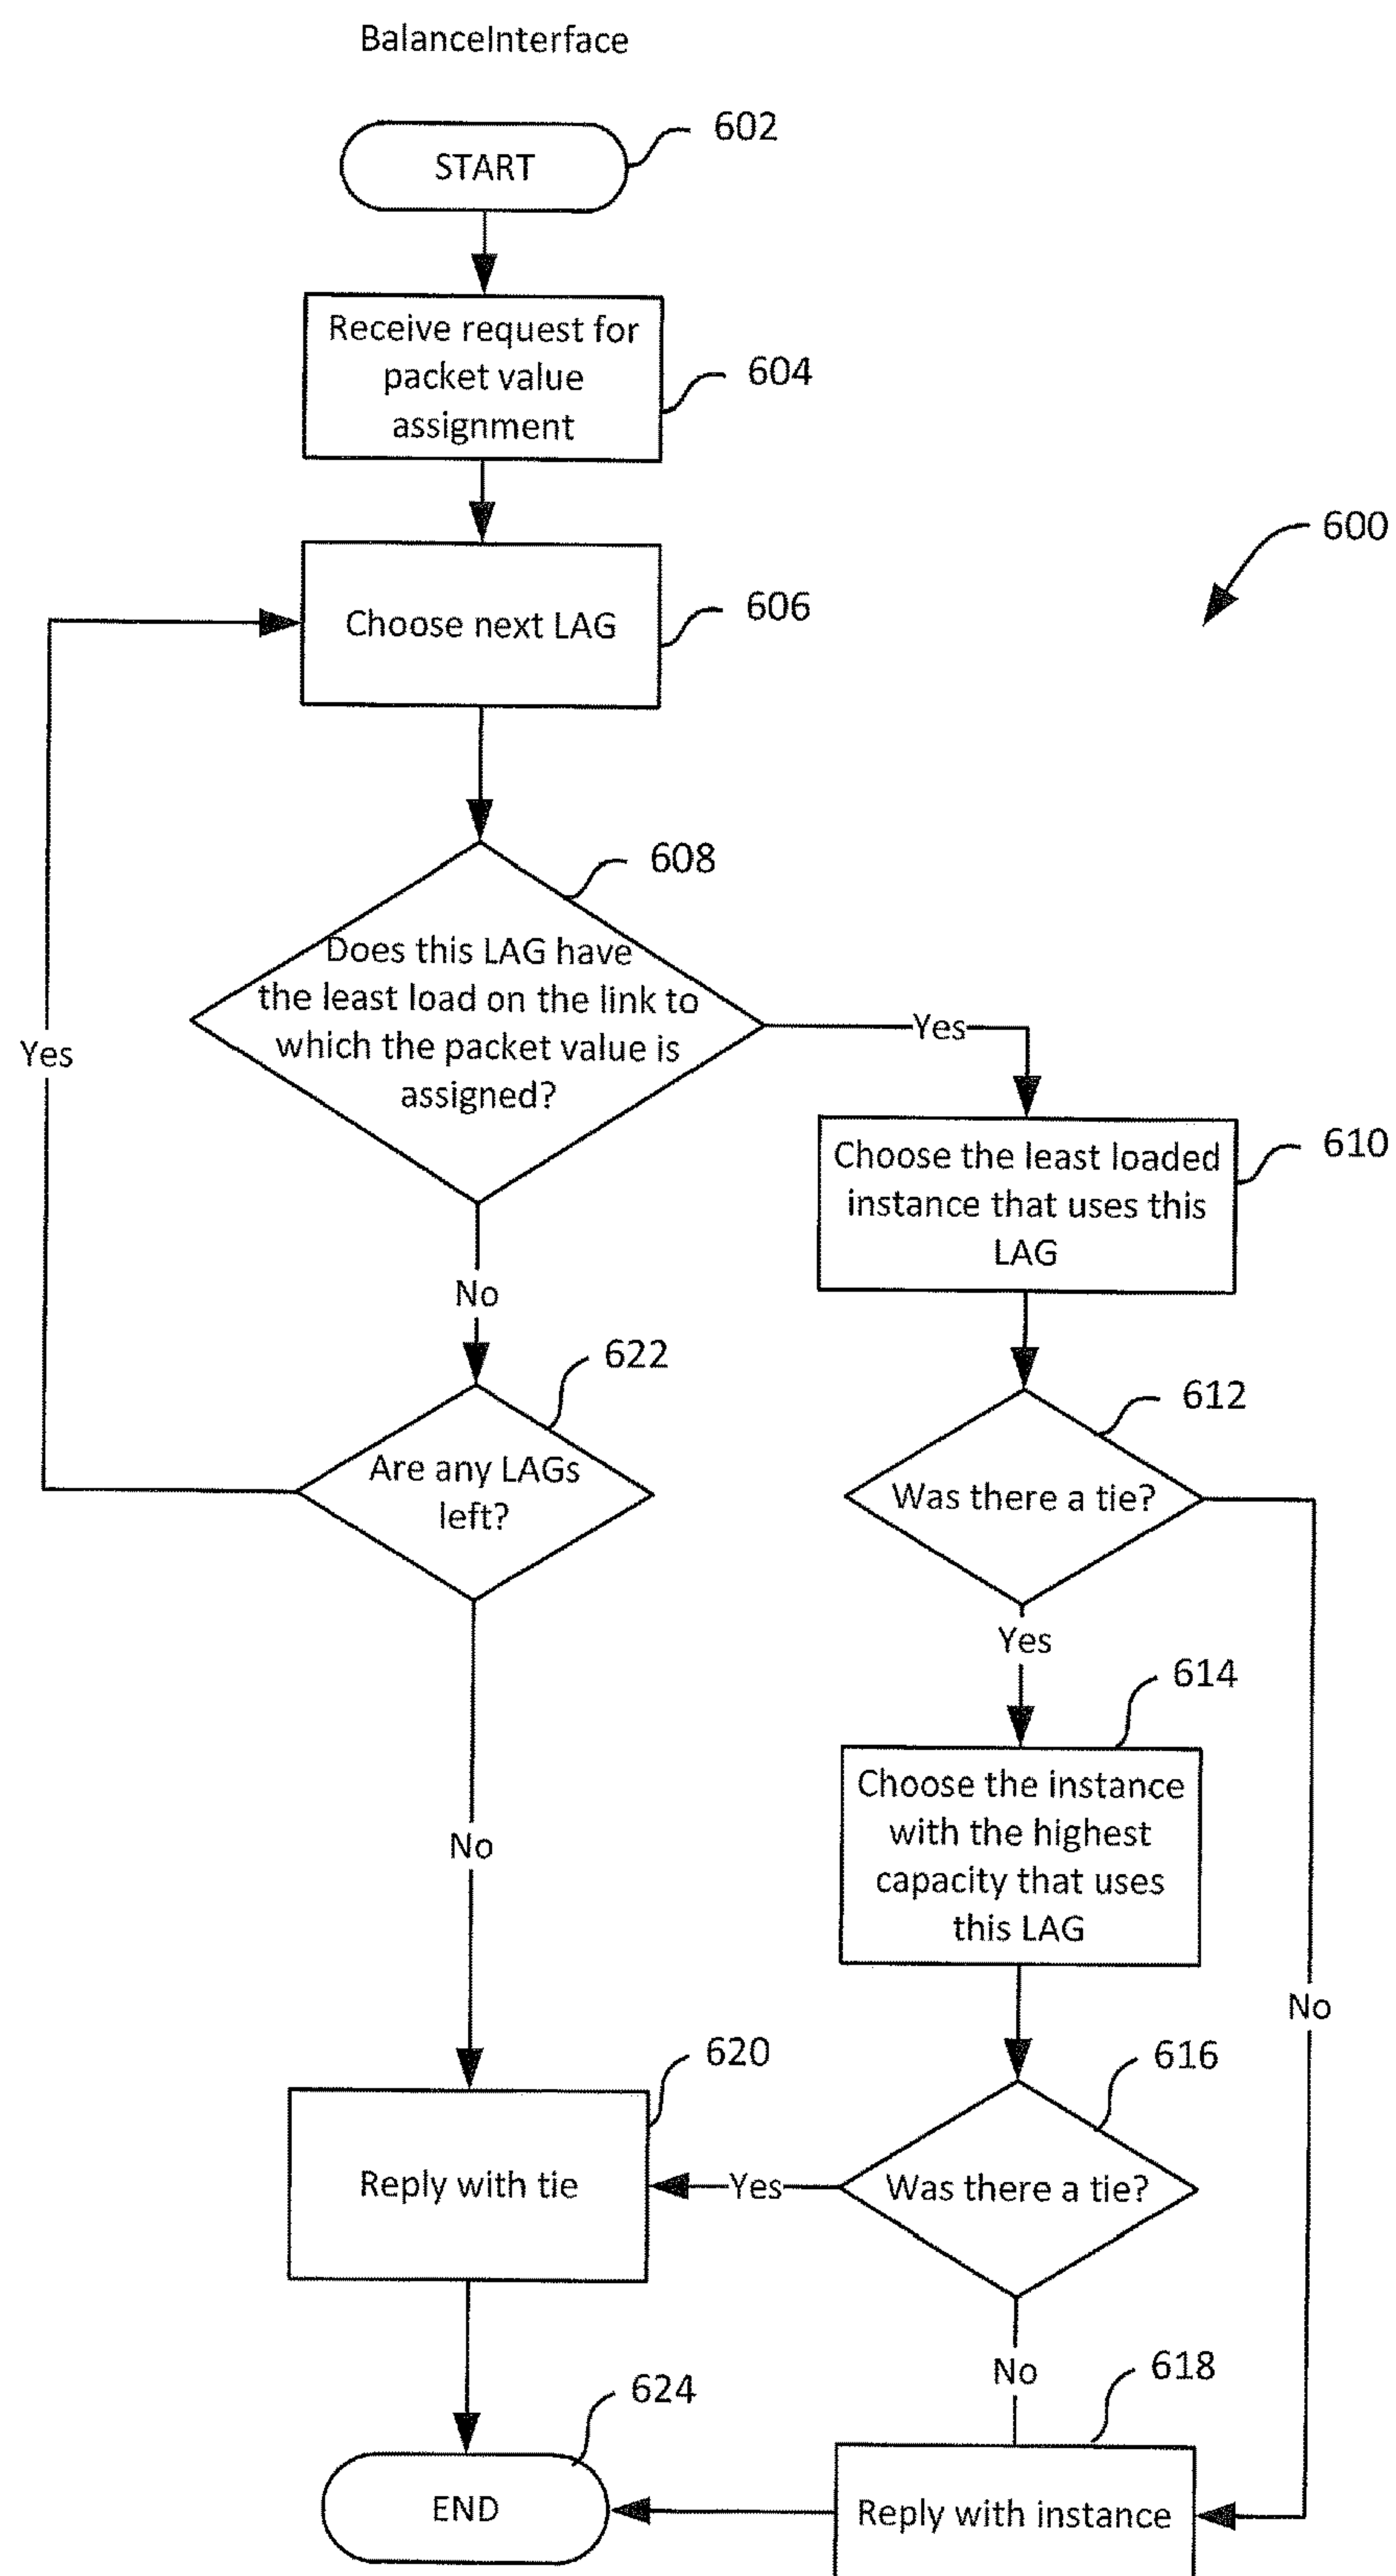 BalanceInterface
602
START
Receive request for
packet value
assignment
604
600
Choose next LAG
606
608
Does this LAG have
the least load on the link to
which the packet value is
assigned?
Yes
Yes
610
Choose the least loaded
instance that uses this
LAG
No
622
612
Are any LAGs
left?
Was there a tie?
Yes
614
Choose the instance
with the highest
capacity that uses
this LAG
No
No
620
616
Reply with tie
Yes
Was there a tie?
No
618
624
END
Reply with instance